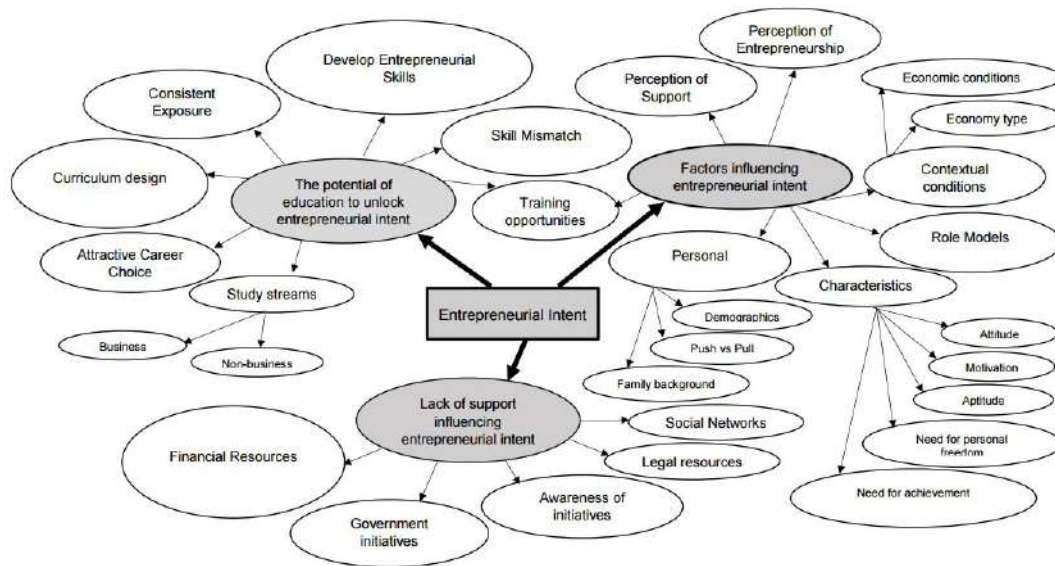 Perception of
Entrepreneurship
Develop Entrepreneurial
Skills
Perception of
Support
Economic conditions
Consistent
Exposure
Economy type
Skill Mismatch
Curriculum design
The potential of
education to unlock
entrepreneurial intent
Factors influencing
entrepreneurial intent
Contextual
conditions
Training
opportunities
Role Models
Attractive Career
Choice
Personal
Characteristics
Study streams
Entrepreneurial Intent
Demographics
Business
Non-business
Push vs Pull
Family background
Attitude
Motivation
Aptitude
Lack of support
influencing
entrepreneurial intent
Social Networks
Need for personal
freedom
Financial Resources
Legal resources
Need for achievement
Awareness of
initiatives
Government
initiatives